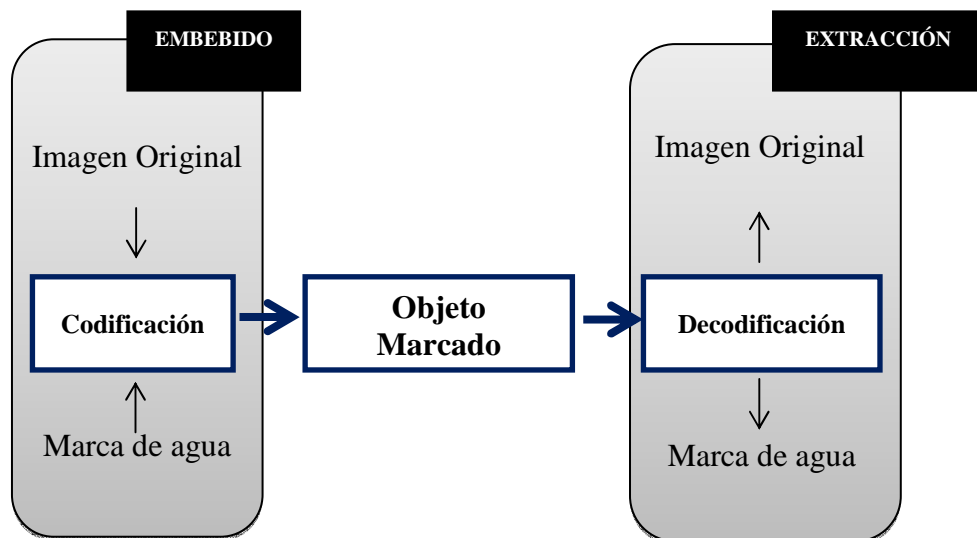 EMBEBIDO
Imagen Original
Codificación
Marca de agua
Objeto
Marcado
EXTRACCIÓN
Imagen Original
Decodificación
Marca de agua